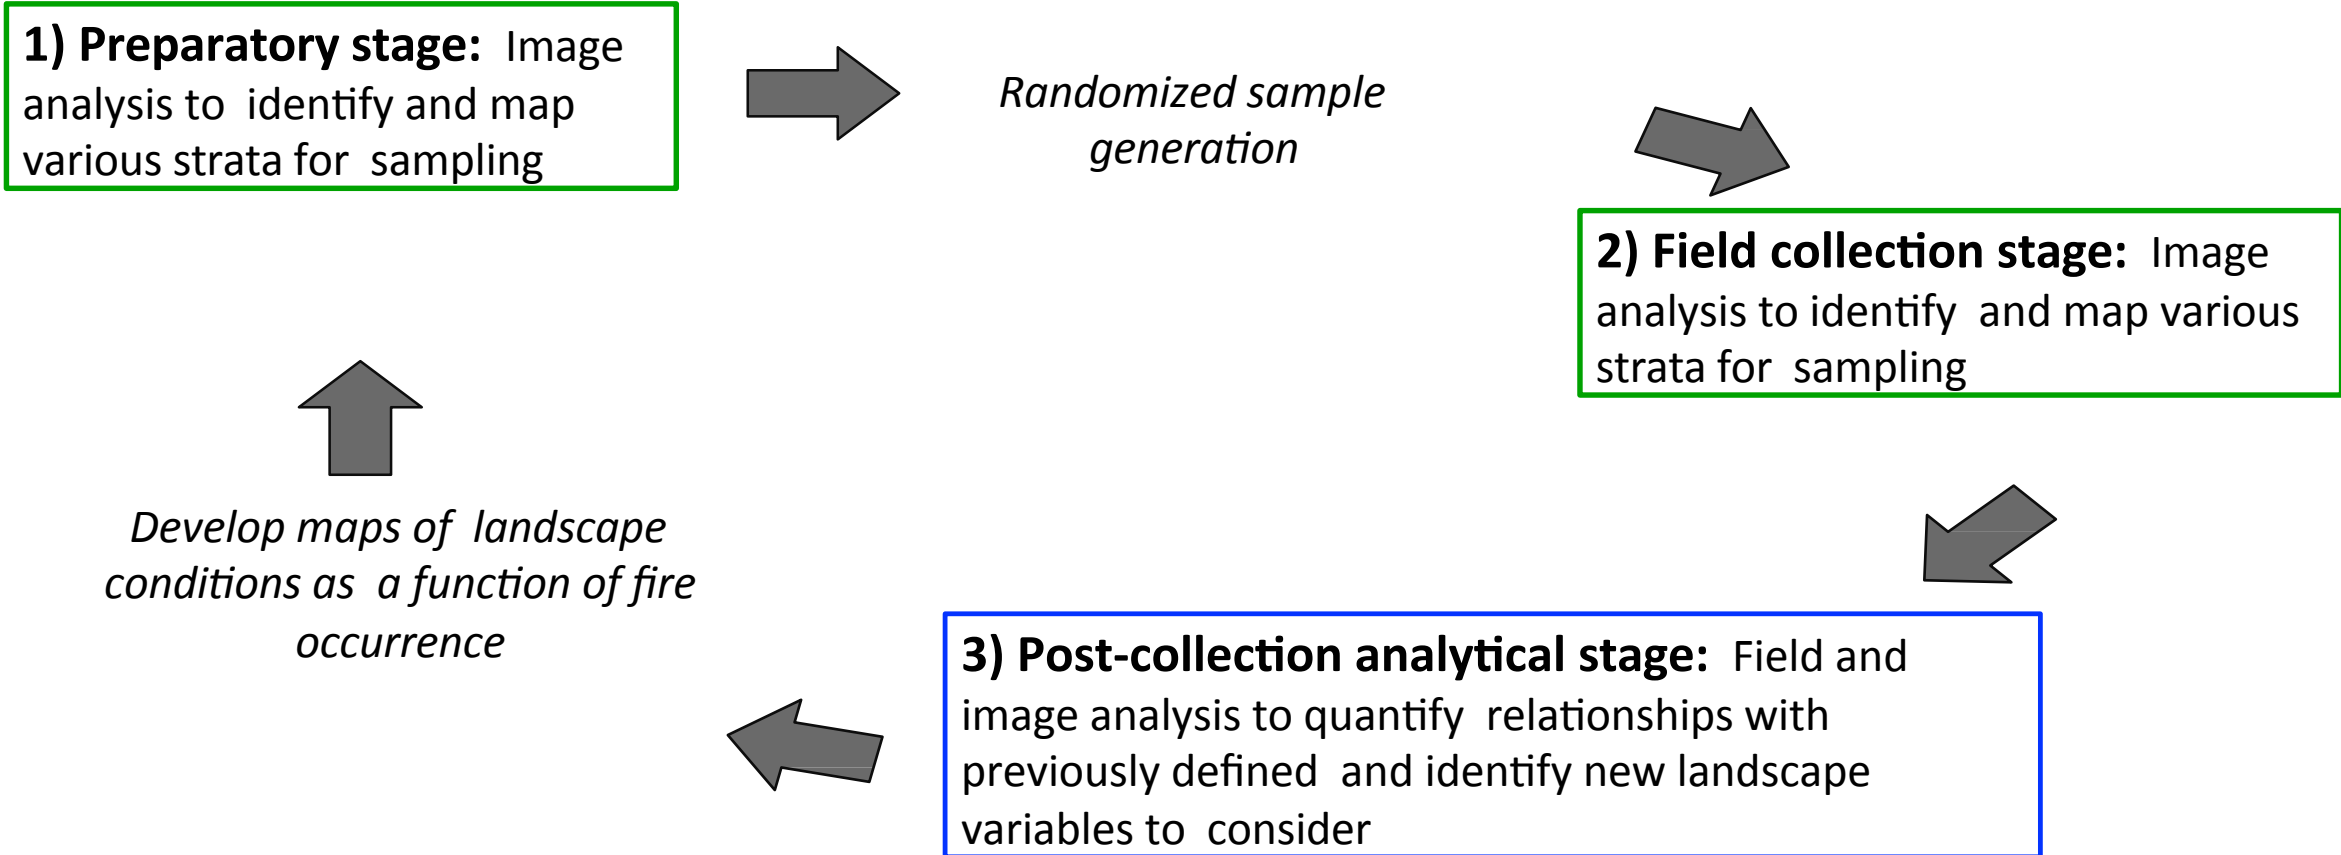 1) Preparatory stage: Image
analysis to identify and map
various strata for sampling
Randomized sample
generation
2) Field collection stage: Image
analysis to identify and map various
strata for sampling
3) Post-collection analytical stage: Field and
image analysis to quantify relationships with
previously defined and identify new landscape
variables to consider
Develop maps of landscape
conditions as a function of fire
occurrence